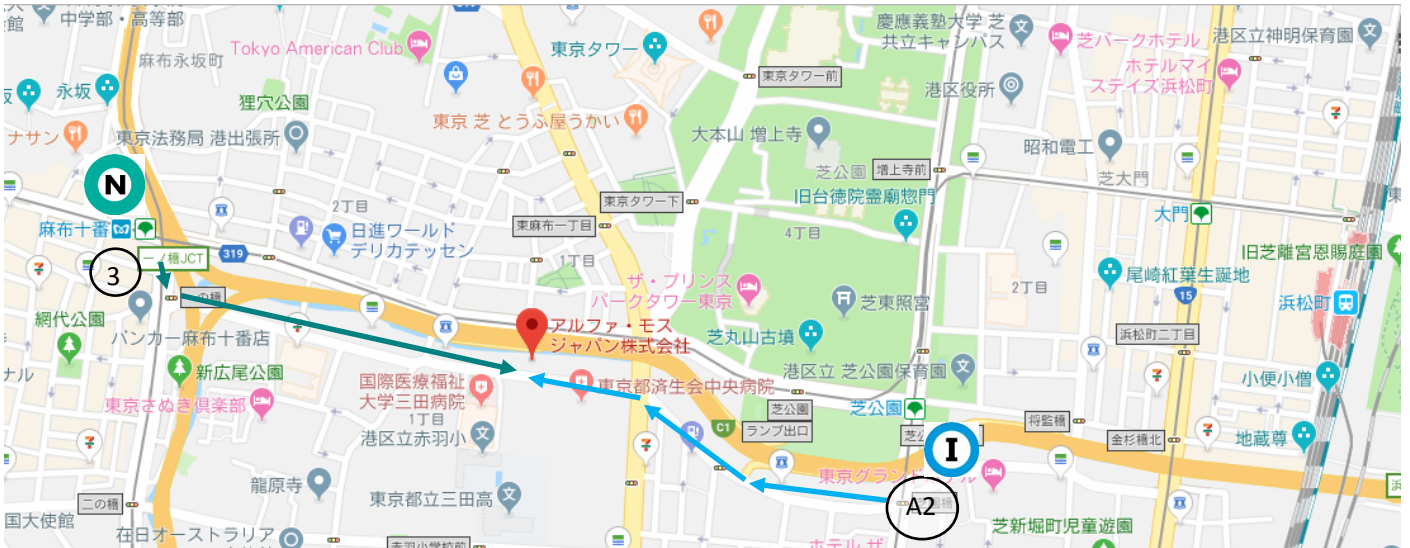 中学部・高等部
館
319
麻布永坂町
Tokyo American Club
東京タワー
東京タワー前
慶應義塾大学 芝
共立キャンパス
芝パークホテル
港区立神明保育園
ホテルマイ
ステイズ浜松町
港区役所
永坂
狸穴公園
ナサン
東京法務局 港出張所
東京 芝 とうふ屋うかい
大本山 増上寺
昭和電工
芝公園
増上寺前
芝大門
N
2丁目
東京タワー下
旧台徳院霊廟惣門
大門
麻布十番
日進ワールド
デリカテッセン
東麻布一丁目
4丁目
319
一ノ橋JCT
1丁目
旧芝離宮恩賜庭園
3
一の橋
ザ・プリンス
パークタワー東京
芝東照宮
2丁目
尾崎紅葉生誕地
15
浜松町
網代公園
バンカー麻布十番店
アルファ・モス
ジャパン株式会社
芝丸山古墳
浜松町二丁目
ナル
新広尾公園
国際医療福祉
大学三田病院
東京都済生会中央病院
港区立 芝公園保育園
小便小僧
東京さぬき倶楽部
1丁目
芝公園
ランプ出口
芝公園
将監橋
港区立赤羽小
C1
I
金杉橋北
地蔵尊
龍原寺
東京都立三田高
東京グランドホテル
二の橋
A2
国大使館
在日オーストラリア
赤羽小学校前
ホテル ザ
芝新堀町児童遊園